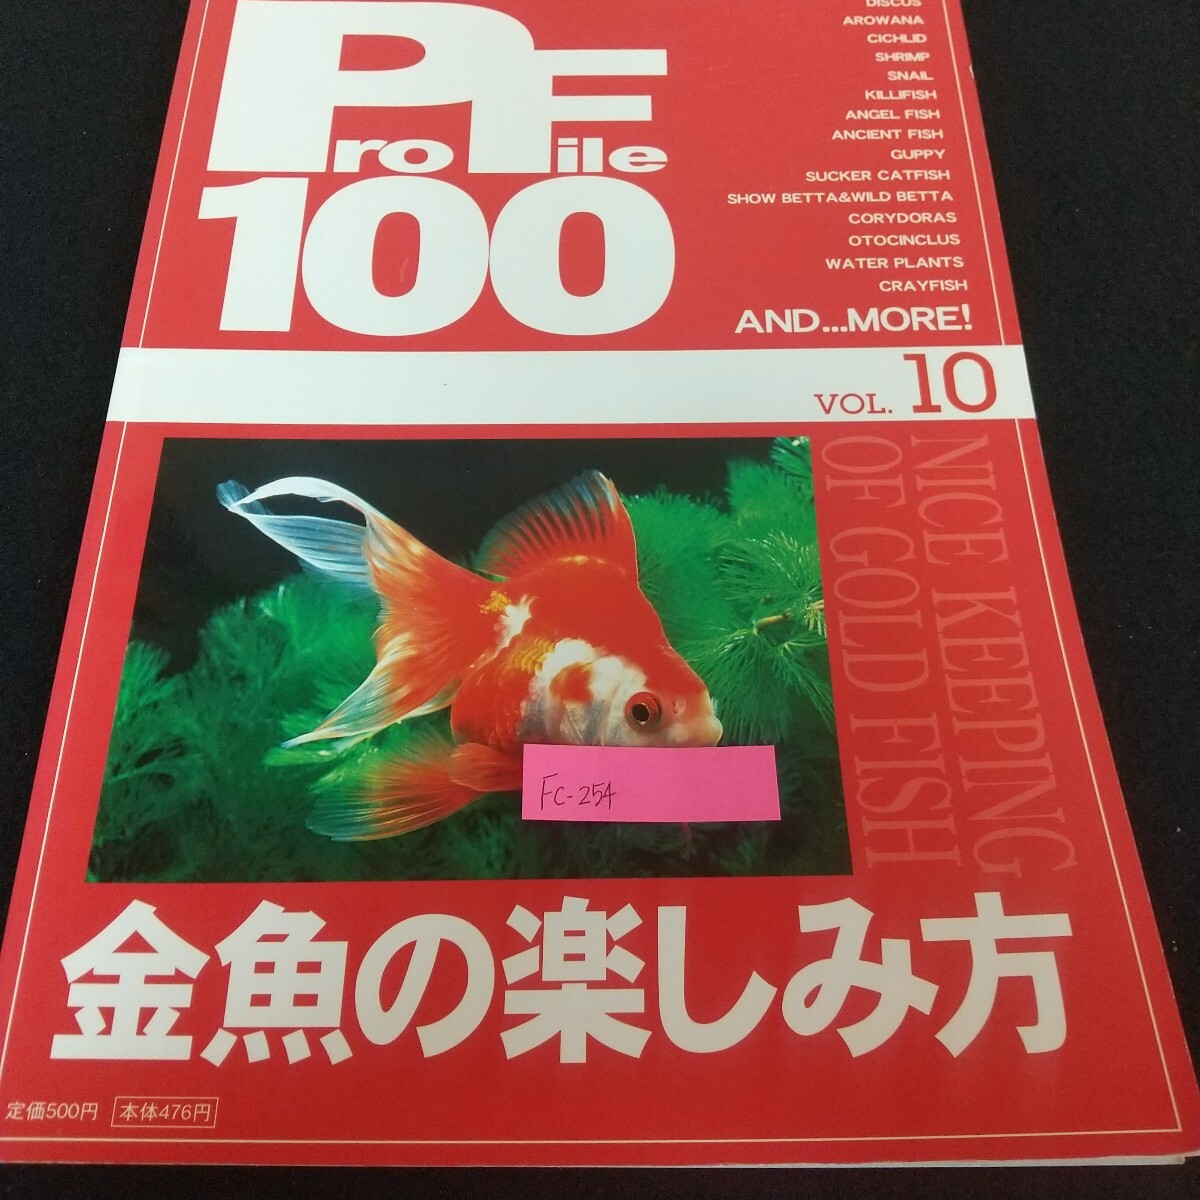 ProFile
100
DISCUS
AROWANA
CICHLID
SHRIMP
SNAIL
KILLIFISH
ANGEL FISH
ANCIENT FISH
GUPPY
SUCKER CATFISH
SHOW BETTA&WILD BETTA
CORYDORAS
OTOCINCLUS
WATER PLANTS
CRAYFISH
AND...MORE!
VOL. 10
NICE KEEPING
OF GOLD FISH
FC-254
金魚の楽しみ方
定価500円 本体476円